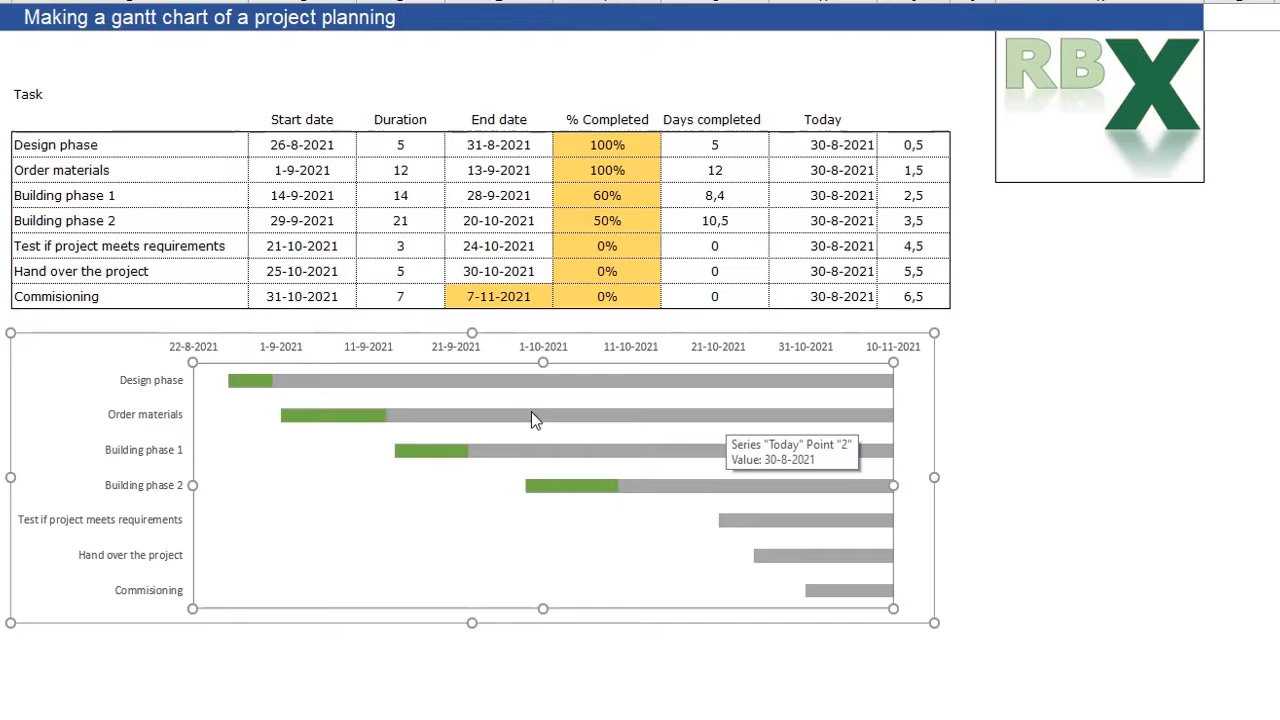 Making a gantt chart of a project planning
RBX
Task
Start date Duration End date % Completed Days completed Today
Design phase 26-8-2021 5 31-8-2021 100% 5 30-8-2021 0,5
Order materials 1-9-2021 12 13-9-2021 100% 12 30-8-2021 1,5
Building phase 1 14-9-2021 14 28-9-2021 60% 8,4 30-8-2021 2,5
Building phase 2 29-9-2021 21 20-10-2021 50% 10,5 30-8-2021 3,5
Test if project meets requirements 21-10-2021 3 24-10-2021 0% 0 30-8-2021 4,5
Hand over the project 25-10-2021 5 30-10-2021 0% 0 30-8-2021 5,5
Commisioning 31-10-2021 7 7-11-2021 0% 0 30-8-2021 6,5
22-8-2021 1-9-2021 11-9-2021 21-9-2021 1-10-2021 11-10-2021 21-10-2021 31-10-2021 10-11-2021
Design phase
Order materials
Series "Today" Point "2"
Building phase 1
Value: 30-8-2021
Building phase 2
Test if project meets requirements
Hand over the project
Commisioning